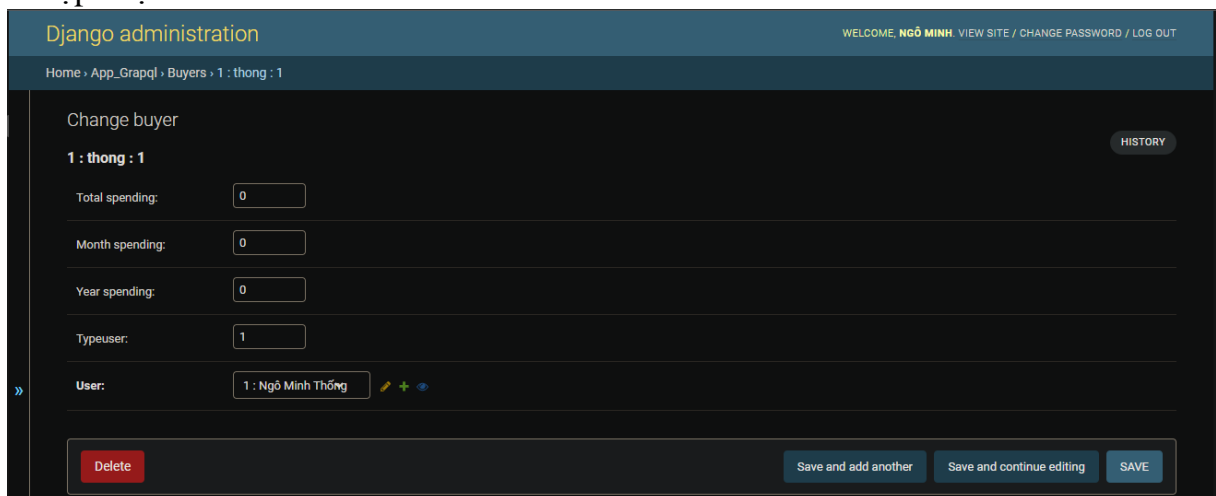 Django administration
WELCOME, NGÔ MINH. VIEW SITE / CHANGE PASSWORD / LOG OUT
Home › App_Grapql › Buyers › 1 : thong : 1
Change buyer
HISTORY
1 : thong : 1
Total spending: 0
Month spending: 0
Year spending: 0
Typeuser: 1
» User: 1 : Ngô Minh Thống
Delete Save and add another Save and continue editing SAVE